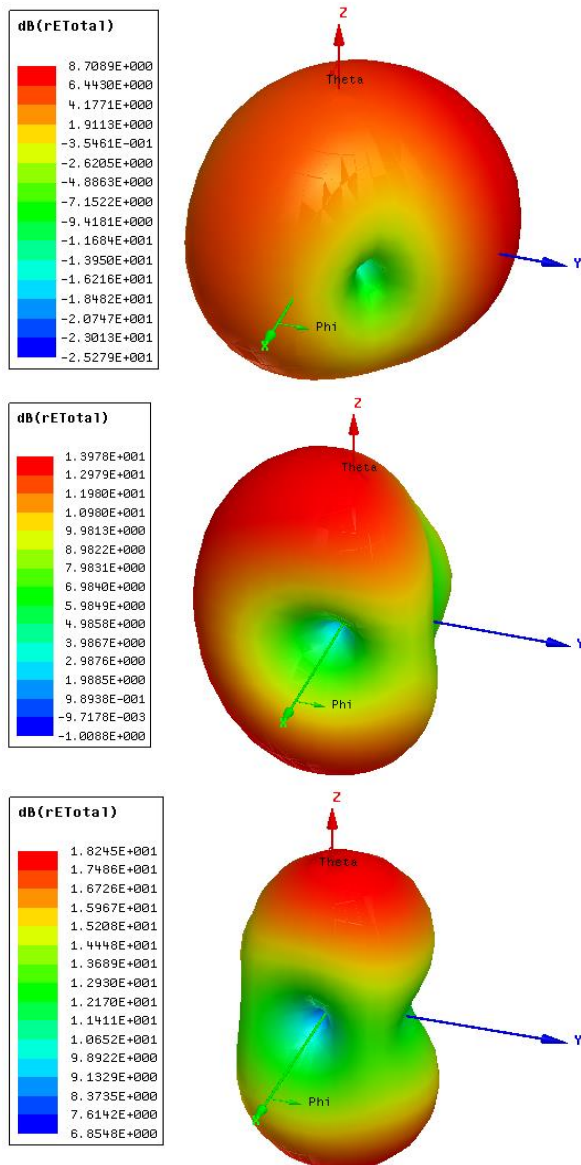 dB(rETotal)
8.7089E+000
6.4430E+000
4.1771E+000
1.9113E+000
-3.5461E-001
-2.6205E+000
-4.8863E+000
-7.1522E+000
-9.4181E+000
-1.1684E+001
-1.3950E+001
-1.6216E+001
-1.8482E+001
-2.0747E+001
-2.3013E+001
-2.5279E+001
Z
Theta
Y
Phi
X
dB(rETotal)
1.3978E+001
1.2979E+001
1.1980E+001
1.0980E+001
9.9813E+000
8.9822E+000
7.9831E+000
6.9840E+000
5.9849E+000
4.9858E+000
3.9867E+000
2.9876E+000
1.9885E+000
9.8938E-001
-9.7178E-003
-1.0088E+000
Z
Theta
Y
Phi
X
dB(rETotal)
1.8245E+001
1.7486E+001
1.6726E+001
1.5967E+001
1.5208E+001
1.4448E+001
1.3689E+001
1.2930E+001
1.2170E+001
1.1411E+001
1.0652E+001
9.8922E+000
9.1329E+000
8.3735E+000
7.6142E+000
6.8548E+000
Z
Theta
Y
Phi
X